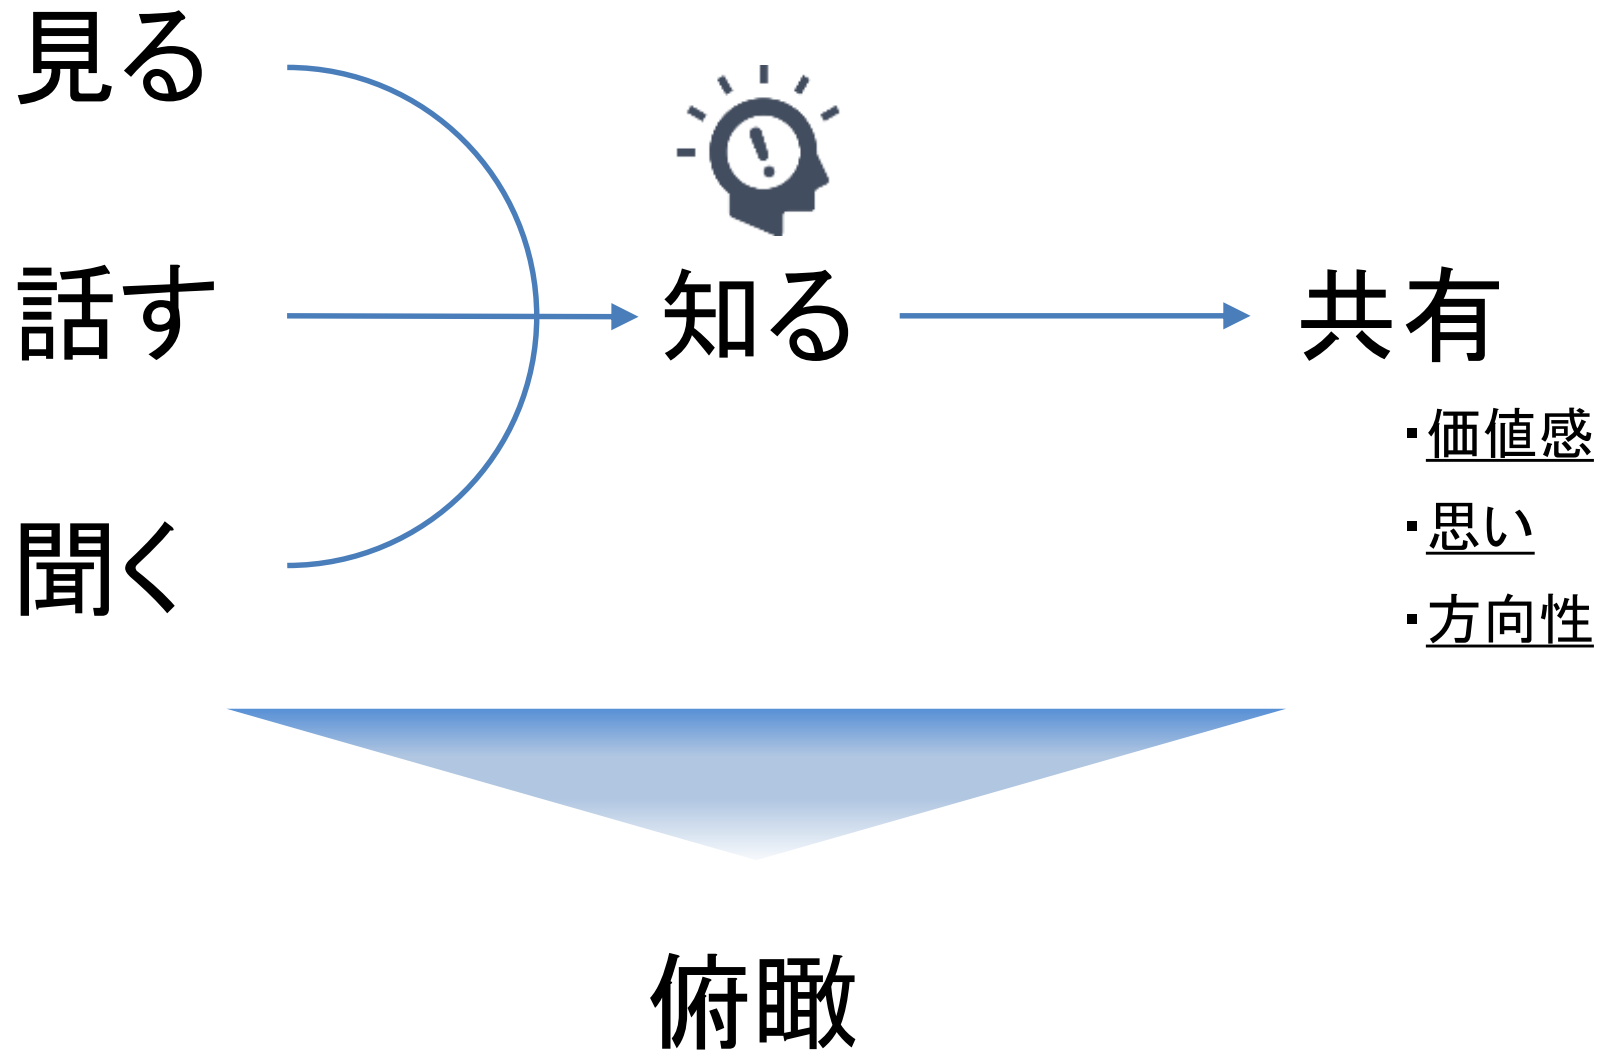 見る
話す
聞く
知る
共有
・価値感
・思い
・方向性
俯瞰